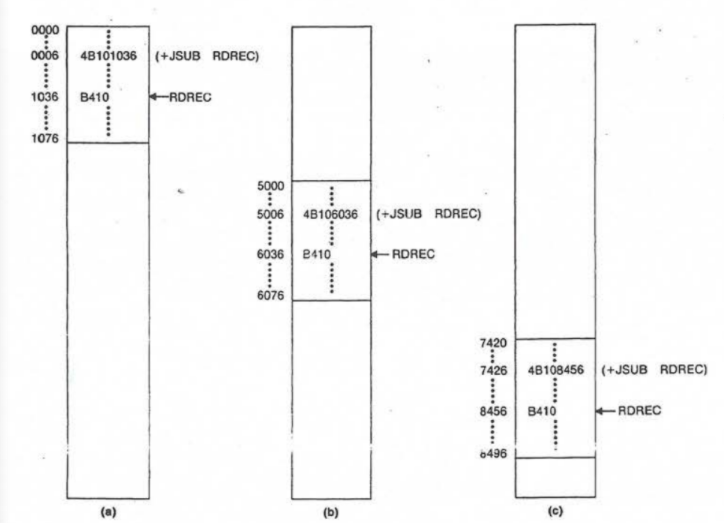 0000
0006 4B101036 (+JSUB RDREC)
1036 B410 RDREC
1076
5000
5006 4B106036 (+JSUB RDREC)
6036 B410 RDREC
6076
7420
7426 4B108456 (+JSUB RDREC)
8456 B410 RDREC
8496
(a) (b) (c)